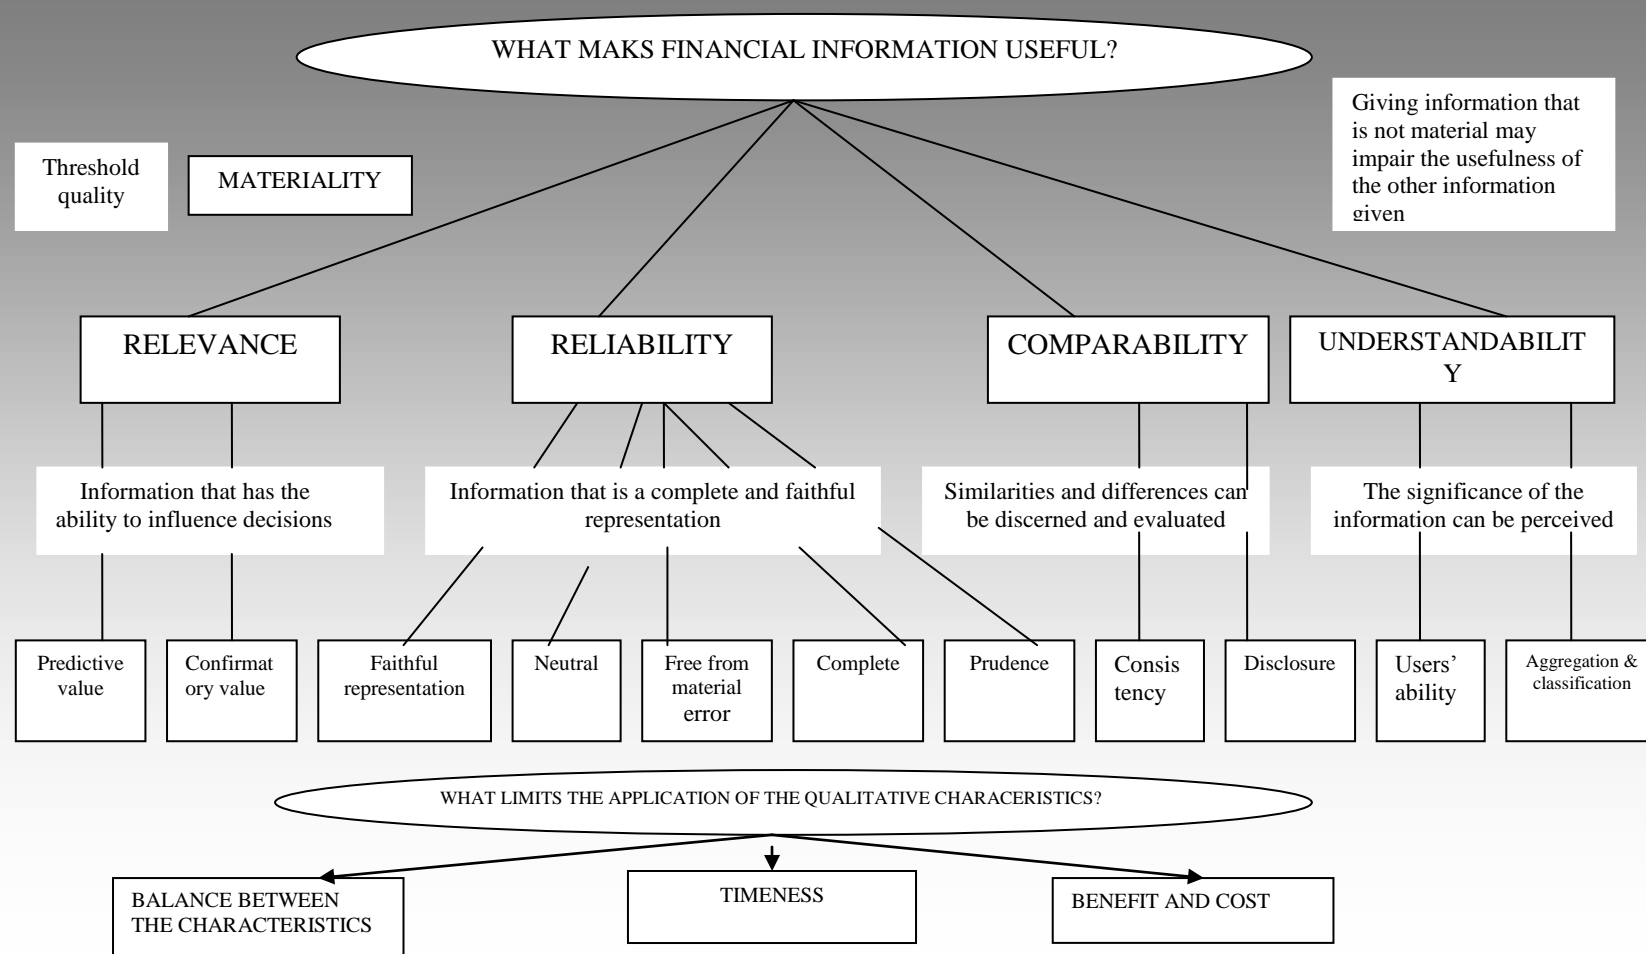 WHAT MAKS FINANCIAL INFORMATION USEFUL?
Threshold
quality
MATERIALITY
Giving information that
is not material may
impair the usefulness of
the other information
given
RELEVANCE
RELIABILITY
COMPARABILITY
UNDERSTANDABILIT
Y
Information that has the
ability to influence decisions
Information that is a complete and faithful
representation
Similarities and differences can
be discerned and evaluated
The significance of the
information can be perceived
Predictive
value
Confirmat
ory value
Faithful
representation
Neutral
Free from
material
error
Complete
Prudence
Consis
tency
Disclosure
Users’
ability
Aggregation &
classification
WHAT LIMITS THE APPLICATION OF THE QUALITATIVE CHARACERISTICS?
BALANCE BETWEEN
THE CHARACTERISTICS
TIMENESS
BENEFIT AND COST